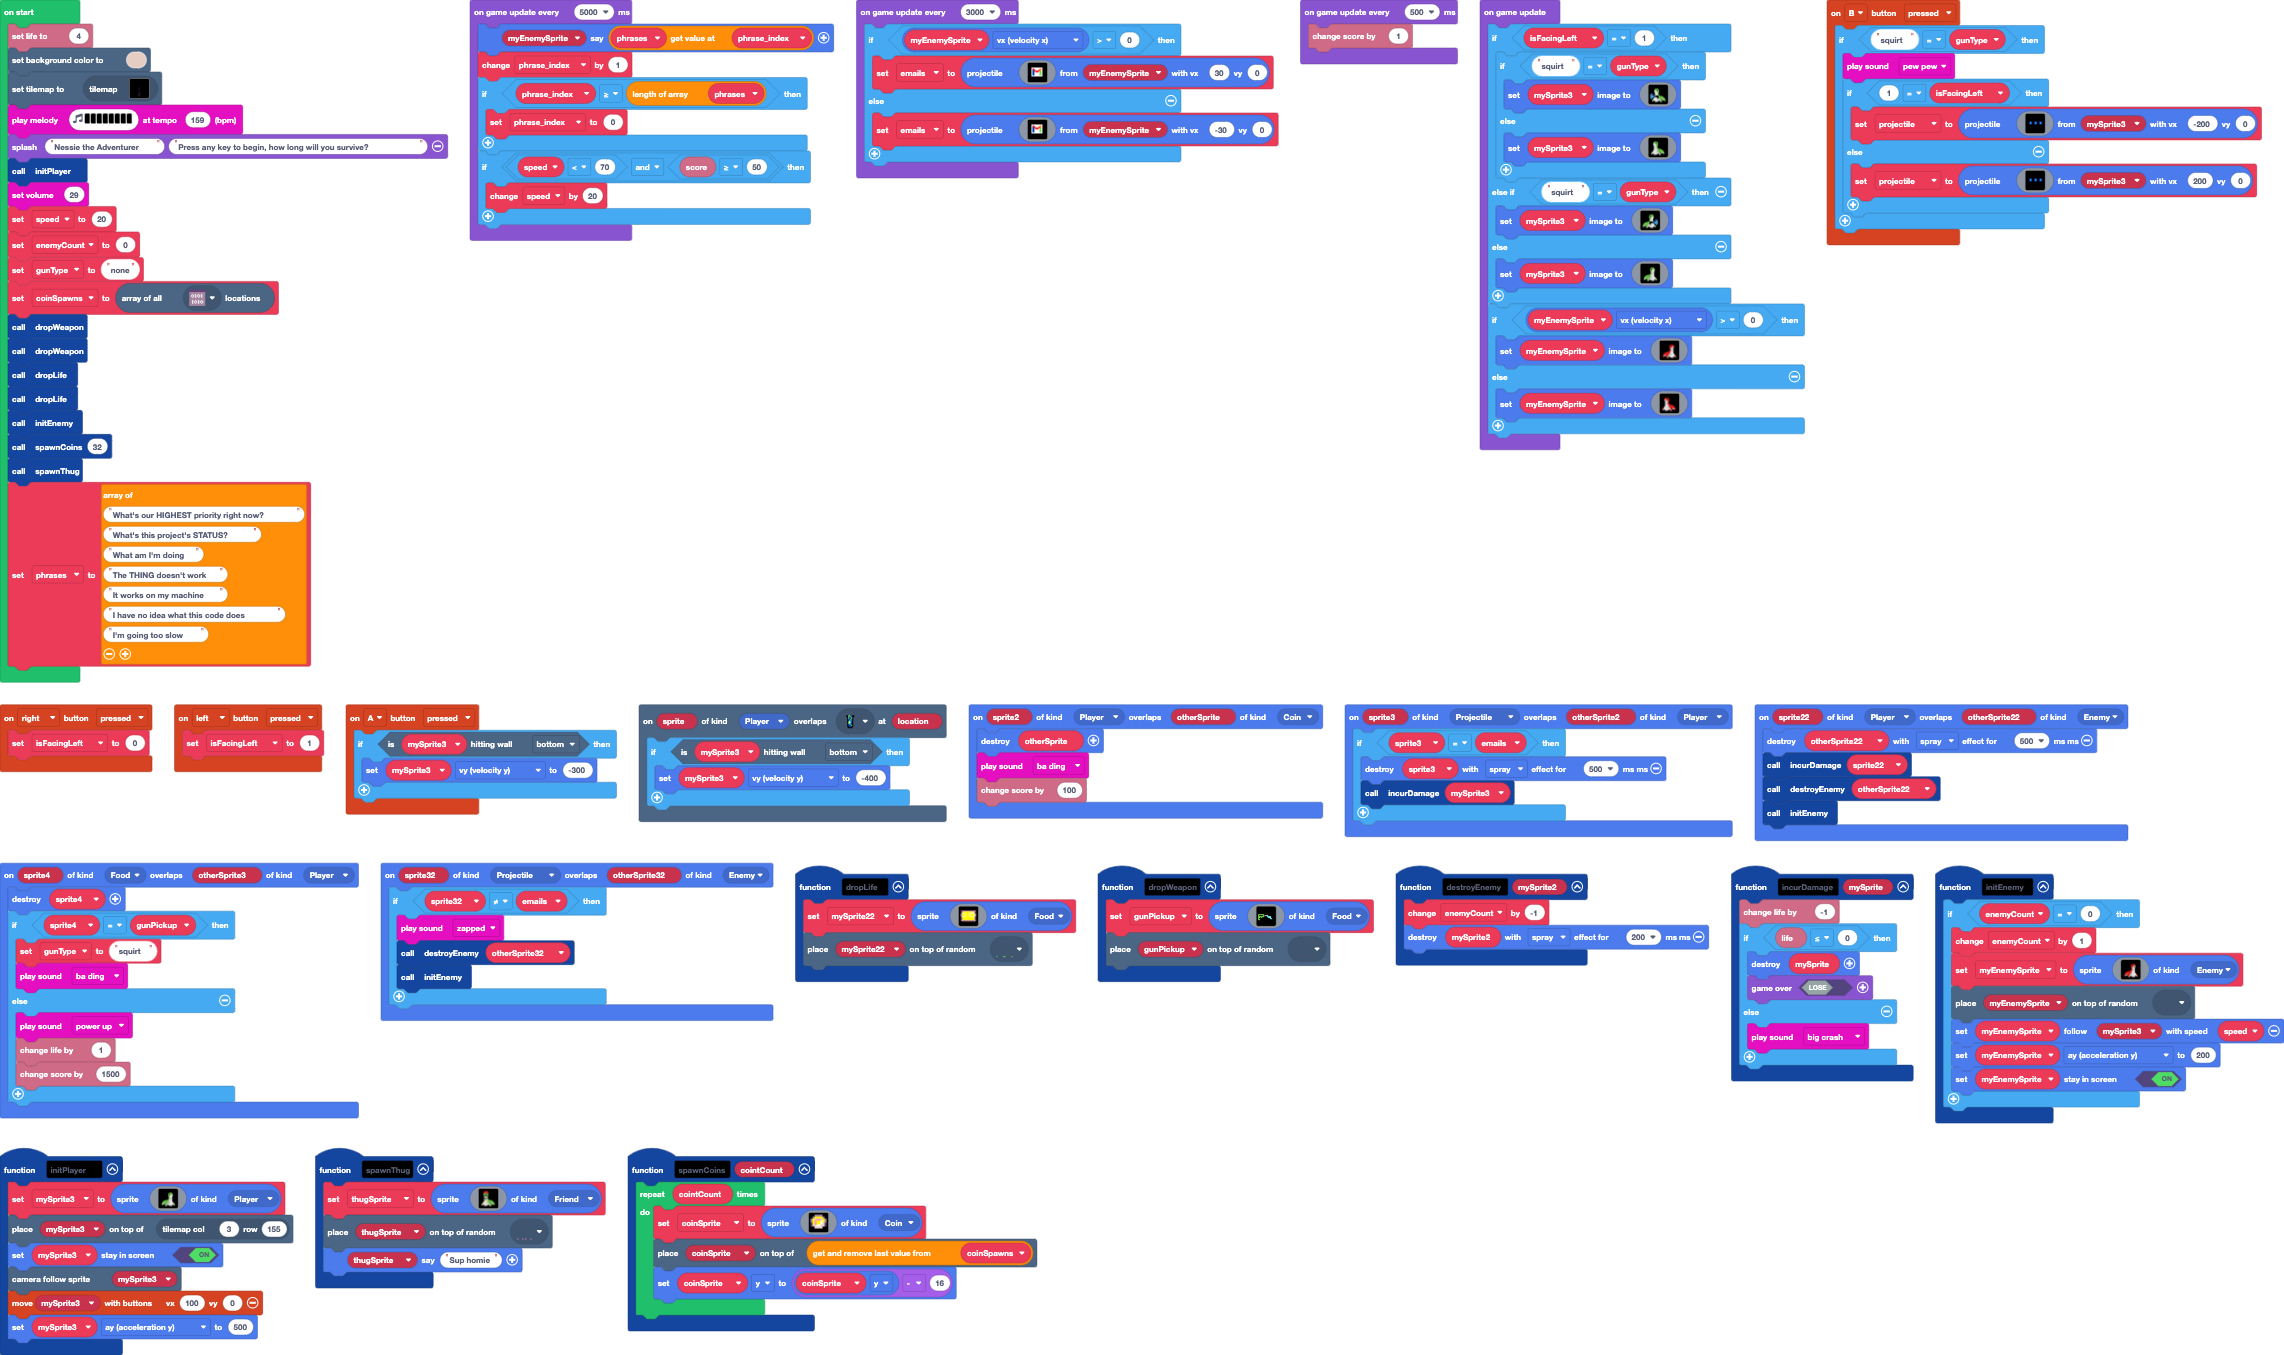 on start
set life to 4
set background color to
set tilemap to tilemap
play melody at tempo 159 (bpm)
splash "Nessie the Adventurer" "Press any key to begin, how long will you survive?"
call initPlayer
set volume 29
set speed to 20
set enemyCount to 0
set gunType to "none"
set coinSpawns to array of all locations
call dropWeapon
call dropWeapon
call dropLife
call dropLife
call initEnemy
call spawnCoins 32
call spawnThug
set phrases to array of
"What's our HIGHEST priority right now?"
"What's this project's STATUS?"
"What am I'm doing"
"The THING doesn't work"
"It works on my machine"
"I have no idea what this code does"
"I'm going too slow"
on game update every 5000 ms
myEnemySprite say phrases get value at phrase_index
change phrase_index by 1
if phrase_index ≥ length of array phrases then
set phrase_index to 0
if speed < 70 and score ≥ 50 then
change speed by 20
on game update every 3000 ms
if myEnemySprite vx (velocity x) > 0 then
set emails to projectile from myEnemySprite with vx 30 vy 0
else
set emails to projectile from myEnemySprite with vx -30 vy 0
on game update every 500 ms
change score by 1
on game update
if isFacingLeft = 1 then
if "squirt" = gunType then
set mySprite3 image to
else
set mySprite3 image to
else if "squirt" = gunType then
set mySprite3 image to
else
set mySprite3 image to
if myEnemySprite vx (velocity x) > 0 then
set myEnemySprite image to
else
set myEnemySprite image to
on B button pressed
if "squirt" = gunType then
play sound pew pew
if 1 = isFacingLeft then
set projectile to projectile from mySprite3 with vx -200 vy 0
else
set projectile to projectile from mySprite3 with vx 200 vy 0
on right button pressed
set isFacingLeft to 0
on left button pressed
set isFacingLeft to 1
on A button pressed
if is mySprite3 hitting wall bottom then
set mySprite3 vy (velocity y) to -300
on sprite of kind Player overlaps at location
if is mySprite3 hitting wall bottom then
set mySprite3 vy (velocity y) to -400
on sprite2 of kind Player overlaps otherSprite of kind Coin
destroy otherSprite
play sound ba ding
change score by 100
on sprite3 of kind Projectile overlaps otherSprite2 of kind Player
if sprite3 = emails then
destroy sprite3 with spray effect for 500 ms ms
call incurDamage mySprite3
on sprite22 of kind Player overlaps otherSprite22 of kind Enemy
destroy otherSprite22 with spray effect for 500 ms ms
call incurDamage sprite22
call destroyEnemy otherSprite22
call initEnemy
on sprite4 of kind Food overlaps otherSprite3 of kind Player
destroy sprite4
if sprite4 = gunPickup then
set gunType to "squirt"
play sound ba ding
else
play sound power up
change life by 1
change score by 1500
on sprite32 of kind Projectile overlaps otherSprite32 of kind Enemy
if sprite32 ≠ emails then
play sound zapped
call destroyEnemy otherSprite32
call initEnemy
function dropLife
set mySprite22 to sprite of kind Food
place mySprite22 on top of random
function dropWeapon
set gunPickup to sprite of kind Food
place gunPickup on top of random
function destroyEnemy mySprite2
change enemyCount by -1
destroy mySprite2 with spray effect for 200 ms ms
function incurDamage mySprite
change life by -1
if life ≤ 0 then
destroy mySprite
game over LOSE
else
play sound big crash
function initEnemy
if enemyCount = 0 then
change enemyCount by 1
set myEnemySprite to sprite of kind Enemy
place myEnemySprite on top of random
set myEnemySprite follow mySprite3 with speed speed
set myEnemySprite ay (acceleration y) to 200
set myEnemySprite stay in screen ON
function initPlayer
set mySprite3 to sprite of kind Player
place mySprite3 on top of tilemap col 3 row 155
set mySprite3 stay in screen ON
camera follow sprite mySprite3
move mySprite3 with buttons vx 100 vy 0
set mySprite3 ay (acceleration y) to 500
function spawnThug
set thugSprite to sprite of kind Friend
place thugSprite on top of random
thugSprite say "Sup homie"
function spawnCoins cointCount
repeat cointCount times
do
set coinSprite to sprite of kind Coin
place coinSprite on top of get and remove last value from coinSpawns
set coinSprite y to coinSprite y - 16